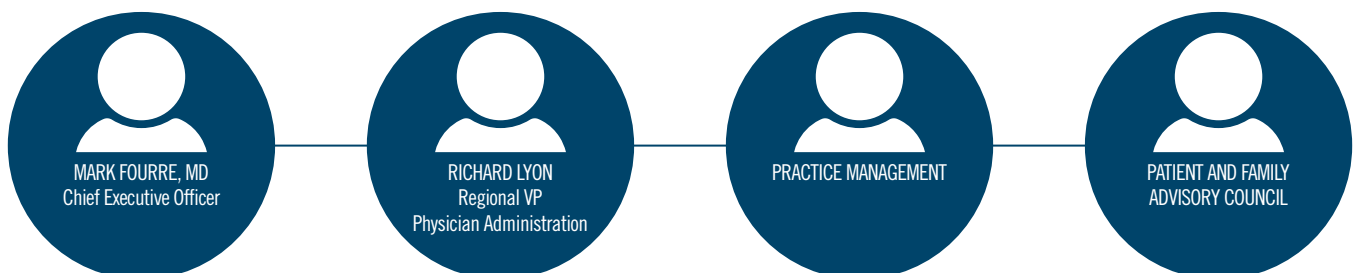 MARK FOURRE, MD
Chief Executive Officer
RICHARD LYON
Regional VP
Physician Administration
PRACTICE MANAGEMENT
PATIENT AND FAMILY
ADVISORY COUNCIL